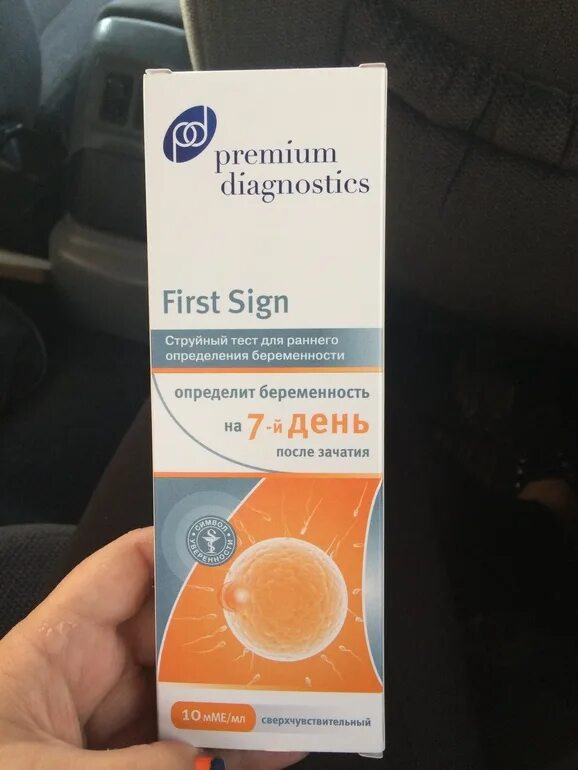 pd
premium
diagnostics
First Sign
Струйный тест для раннего
определения беременности
определит беременность
на 7-й день
после зачатия
СИМВОЛ
УВЕРЕННОСТИ
10 мМЕ/мл
сверхчувствительный